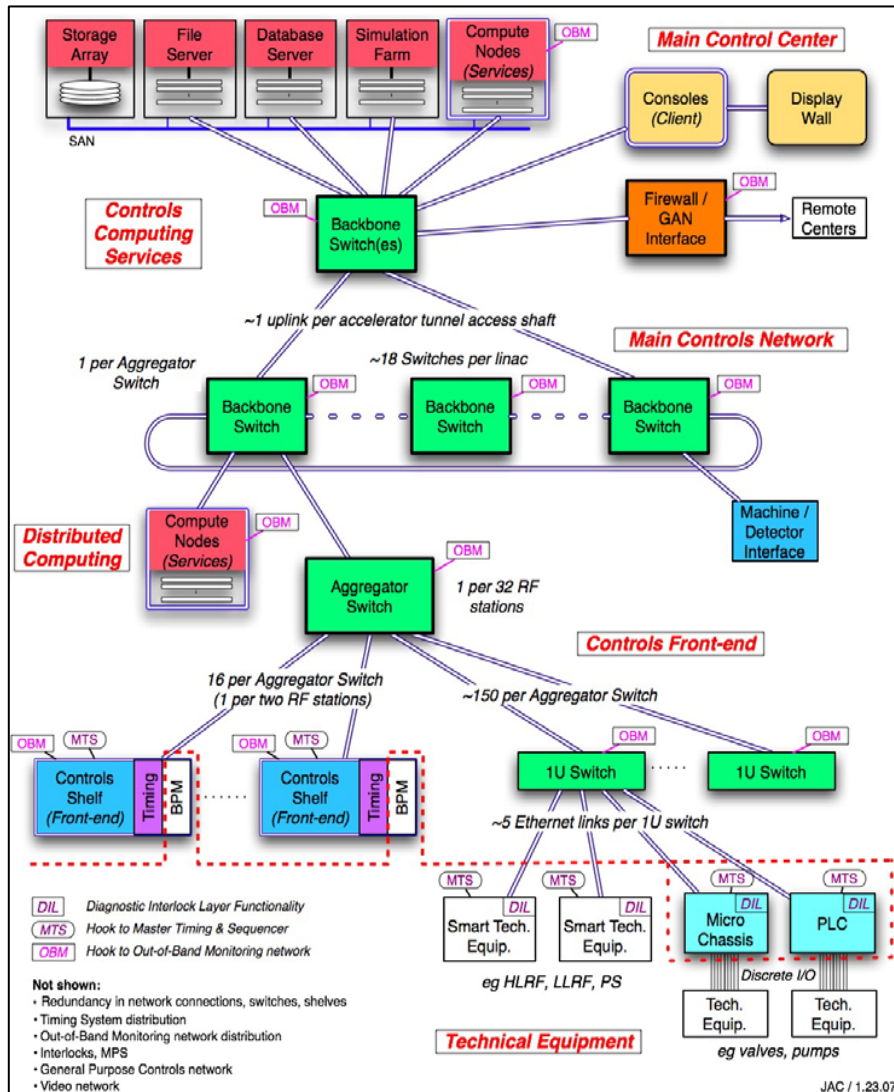 Storage
Array
File
Server
Database
Server
Simulation
Farm
Compute
Nodes
(Services)
OBM
Main Control Center
SAN
Consoles
(Client)
Display
Wall
Controls
Computing
Services
OBM
Backbone
Switch(es)
Firewall /
GAN
Interface
OBM
Remote
Centers
~1 uplink per accelerator tunnel access shaft
Main Controls Network
1 per Aggregator
Switch
~18 Switches per linac
Backbone
Switch
OBM
Backbone
Switch
OBM
Backbone
Switch
OBM
Distributed
Computing
Compute
Nodes
(Services)
OBM
Machine /
Detector
Interface
Aggregator
Switch
OBM
1 per 32 RF
stations
Controls Front-end
16 per Aggregator Switch
(1 per two RF stations)
~150 per Aggregator Switch
OBM
MTS
Controls
Shelf
(Front-end)
Timing
BPM
OBM
MTS
Controls
Shelf
(Front-end)
Timing
BPM
1U Switch
OBM
1U Switch
OBM
~5 Ethernet links per 1U switch
MTS
DIL
Smart Tech.
Equip.
MTS
DIL
Smart Tech.
Equip.
MTS
DIL
Micro
Chassis
MTS
DIL
PLC
eg HLRF, LLRF, PS
Discrete I/O
Tech.
Equip.
Tech.
Equip.
eg valves, pumps
Technical Equipment
DIL Diagnostic Interlock Layer Functionality
MTS Hook to Master Timing & Sequencer
OBM Hook to Out-of-Band Monitoring network
Not shown:
• Redundancy in network connections, switches, shelves
• Timing System distribution
• Out-of-Band Monitoring network distribution
• Interlocks, MPS
• General Purpose Controls network
• Video network
JAC / 1.23.07